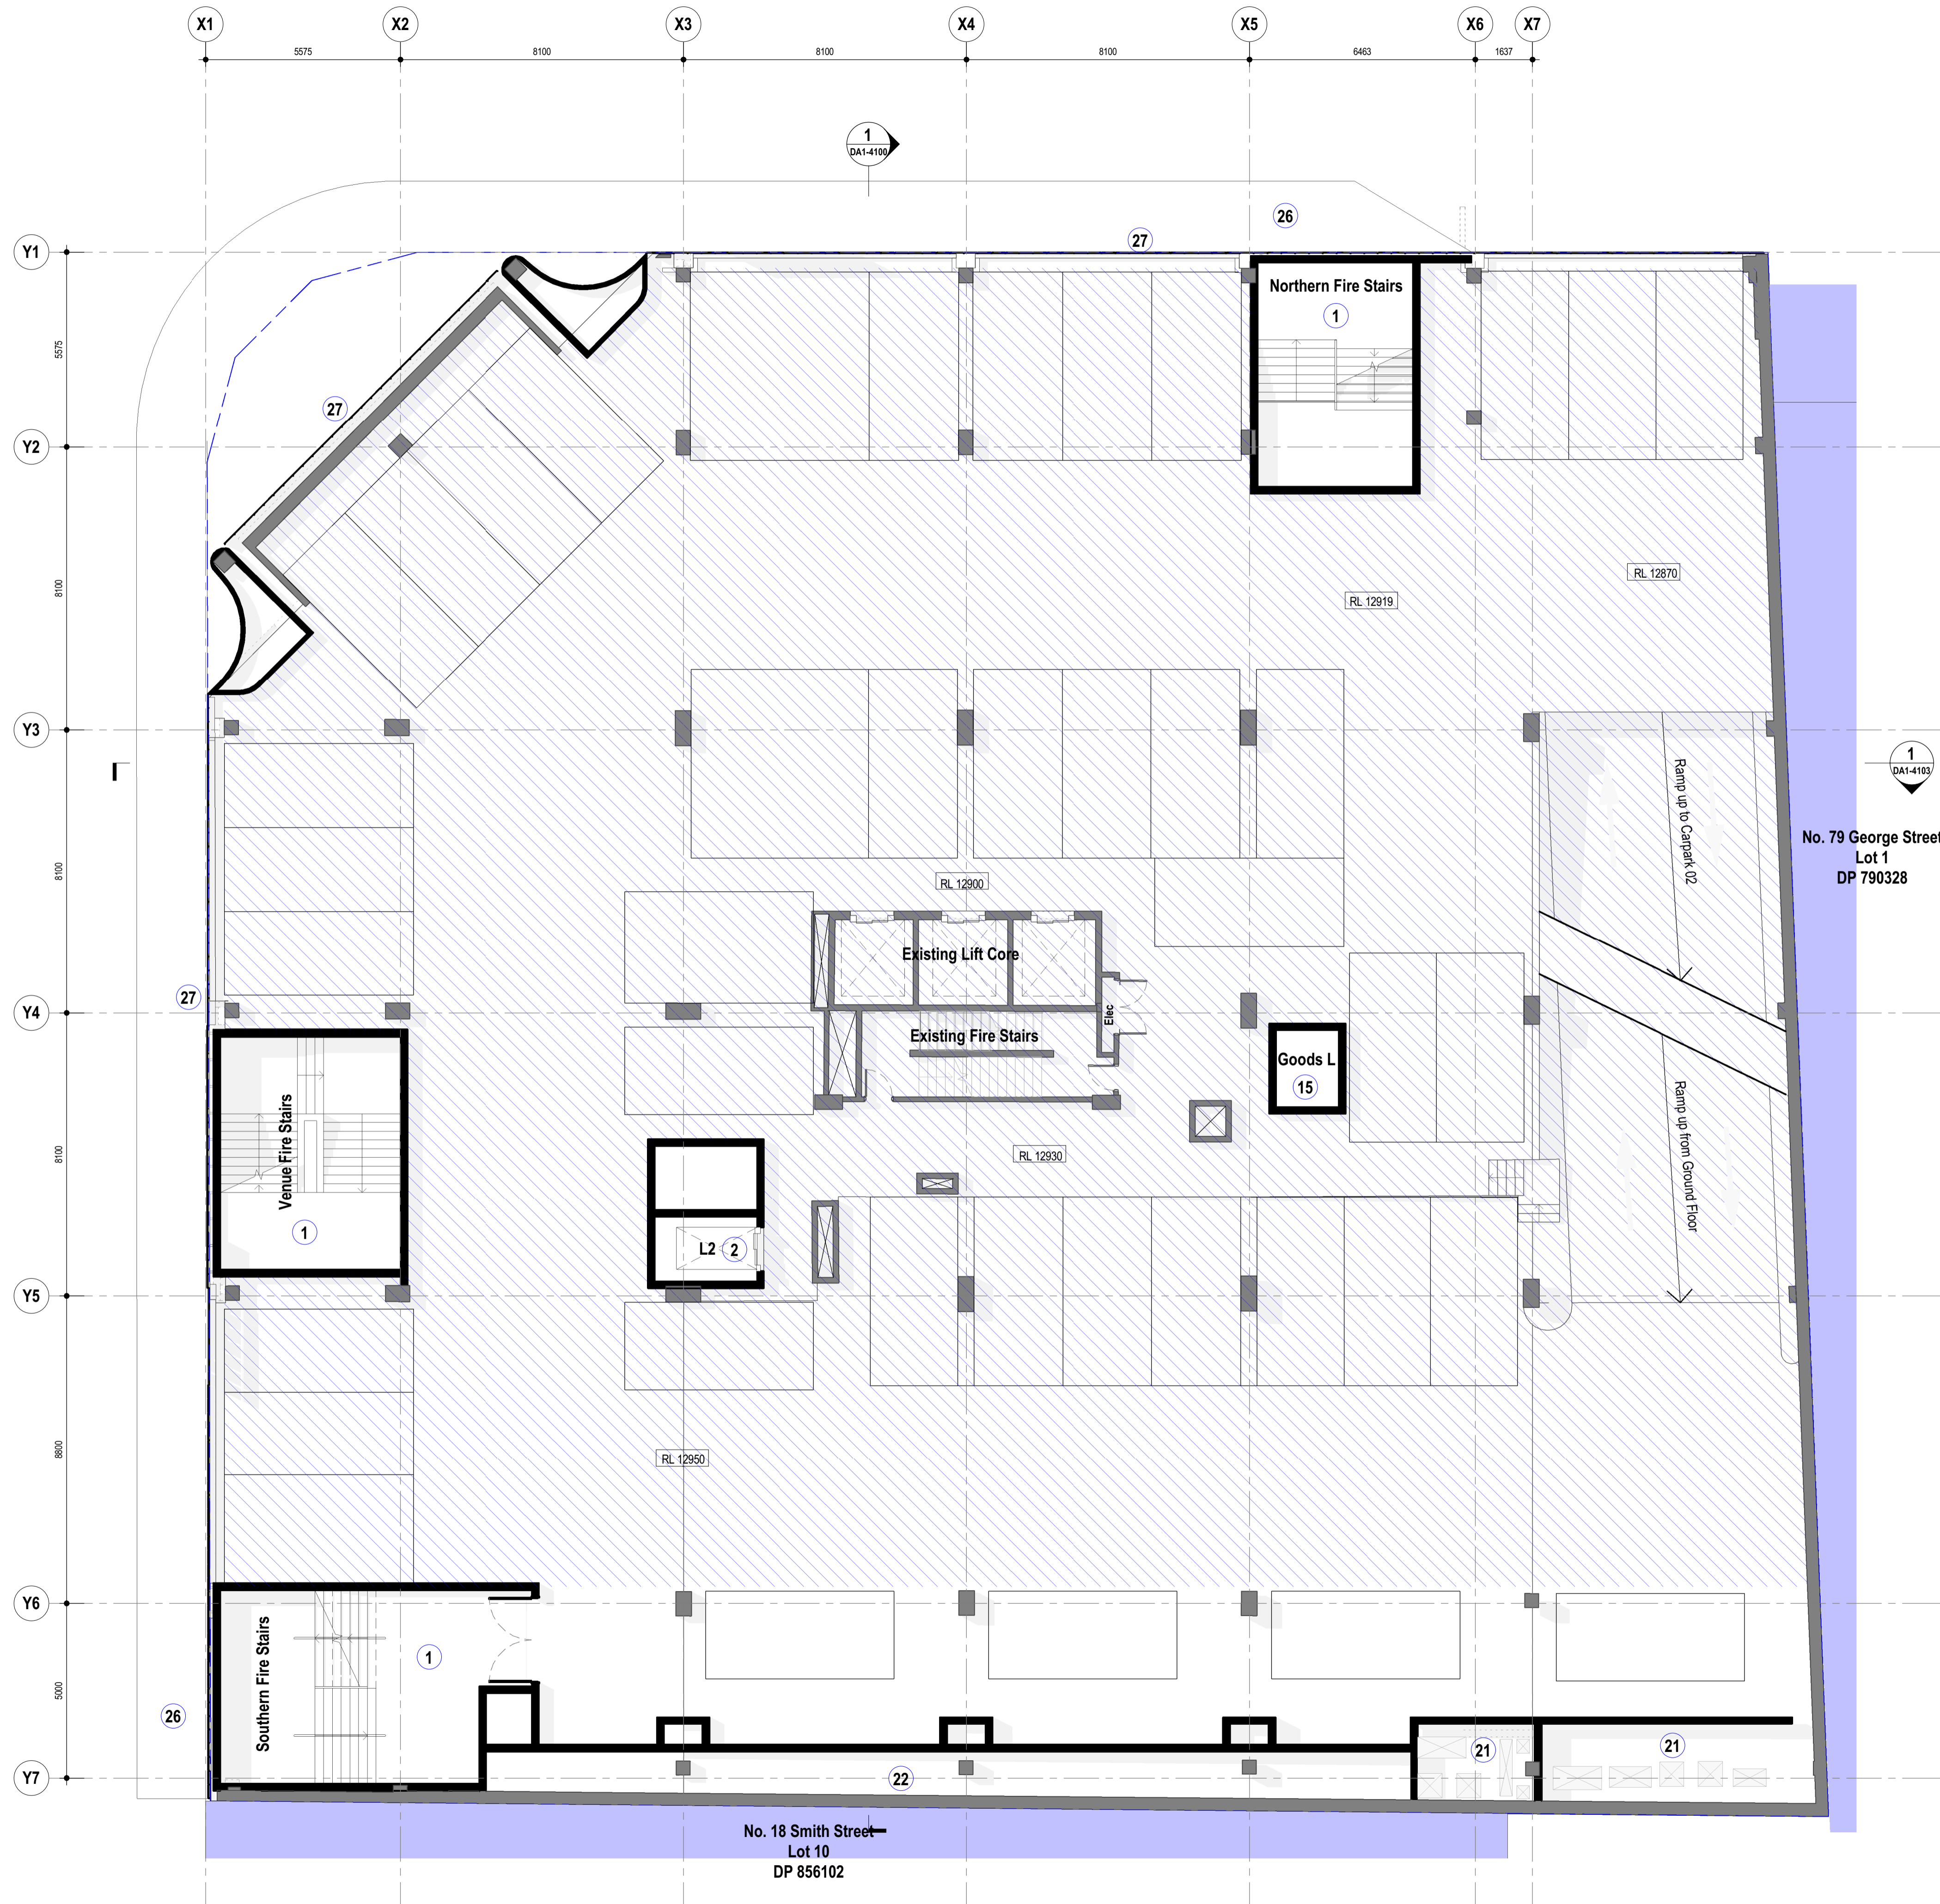 X1
X2
X3
X4
X5
X6
X7
5575
8100
8100
8100
6463
1637
1
DA1-4100
26
27
Y1
Northern Fire Stairs
1
5575
27
Y2
RL 12870
8100
RL 12919
Y3
1
DA1-4103
Ramp up to Carpark 02
No. 79 George Street
Lot 1
DP 790328
8100
RL 12900
Existing Lift Core
27
Y4
Elec
Existing Fire Stairs
Goods L
15
Ramp up from Ground Floor
Venue Fire Stairs
8100
RL 12930
1
L2
2
Y5
8800
RL 12950
Y6
Southern Fire Stairs
1
5000
26
21
21
Y7
22
No. 18 Smith Street
Lot 10
DP 856102